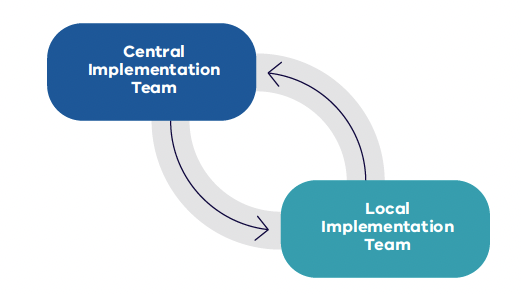 Central
Implementation
Team
Local
Implementation
Team